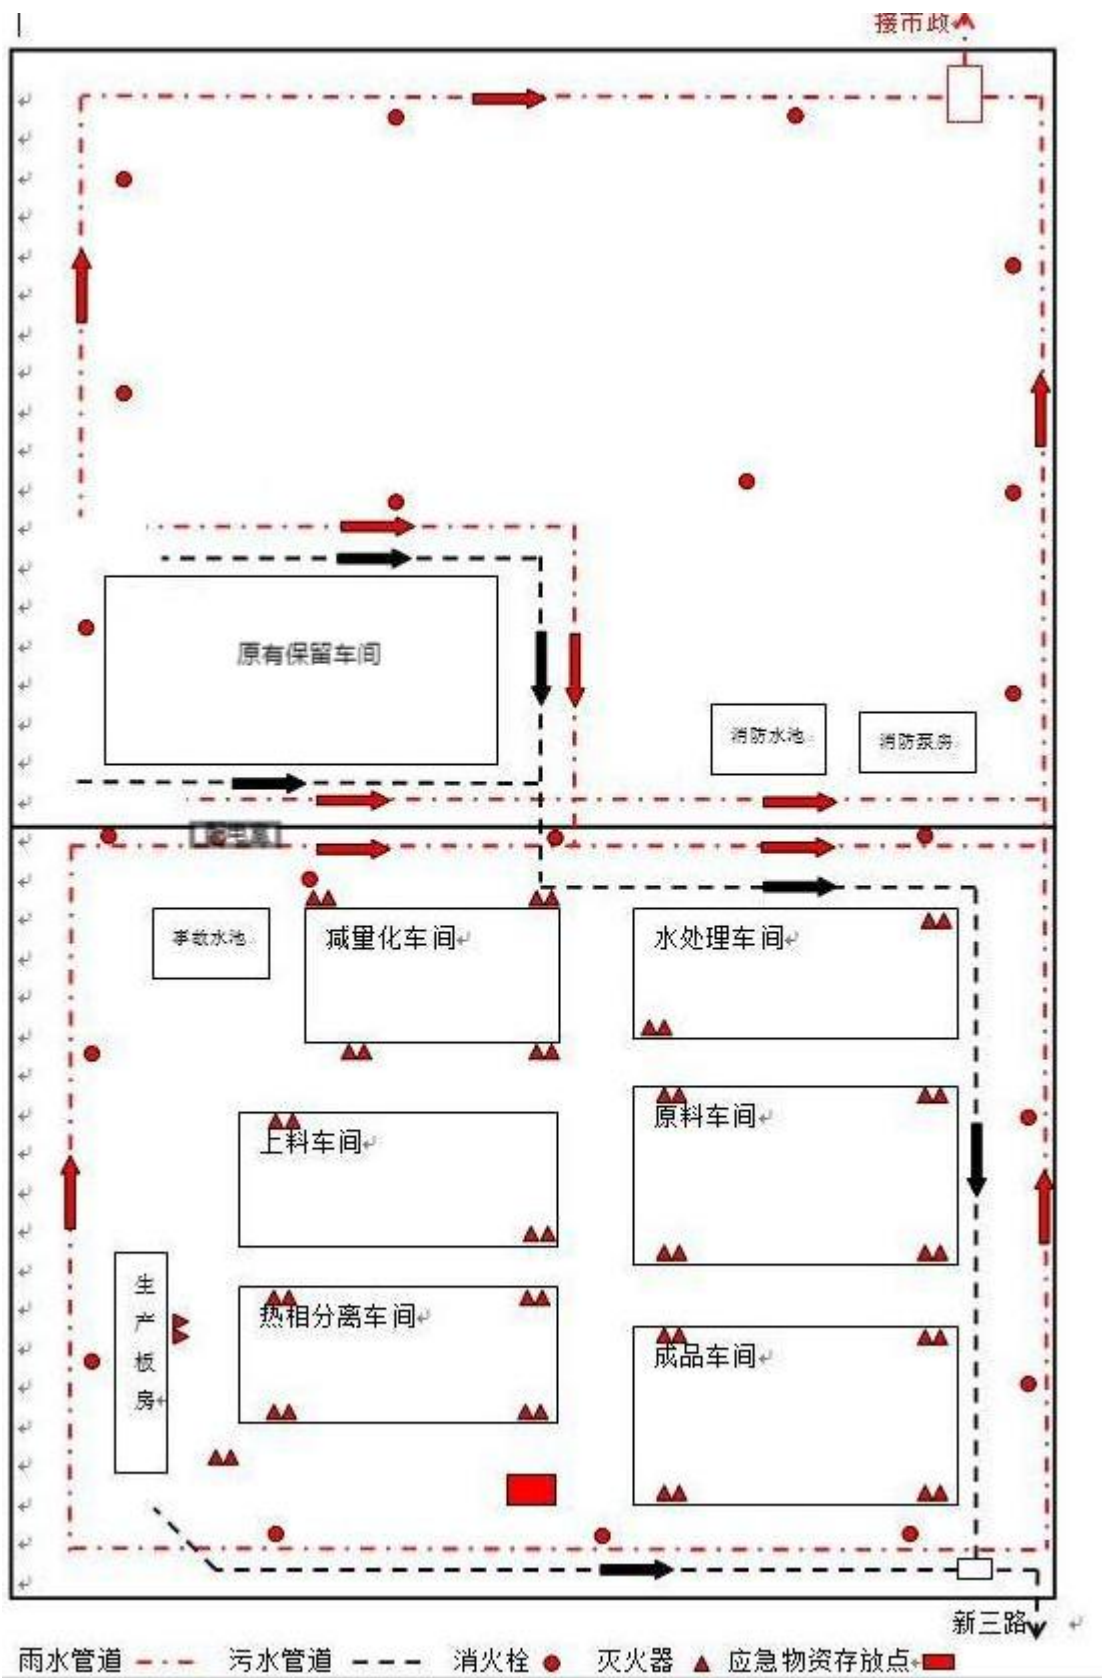 接市政
原有保留车间
消防水池
消防泵房
配电室
事故水池
减量化车间
水处理车间
上料车间
原料车间
生
产
板
房
热相分离车间
成品车间
新三路
雨水管道 污水管道 消火栓 灭火器 应急物资存放点